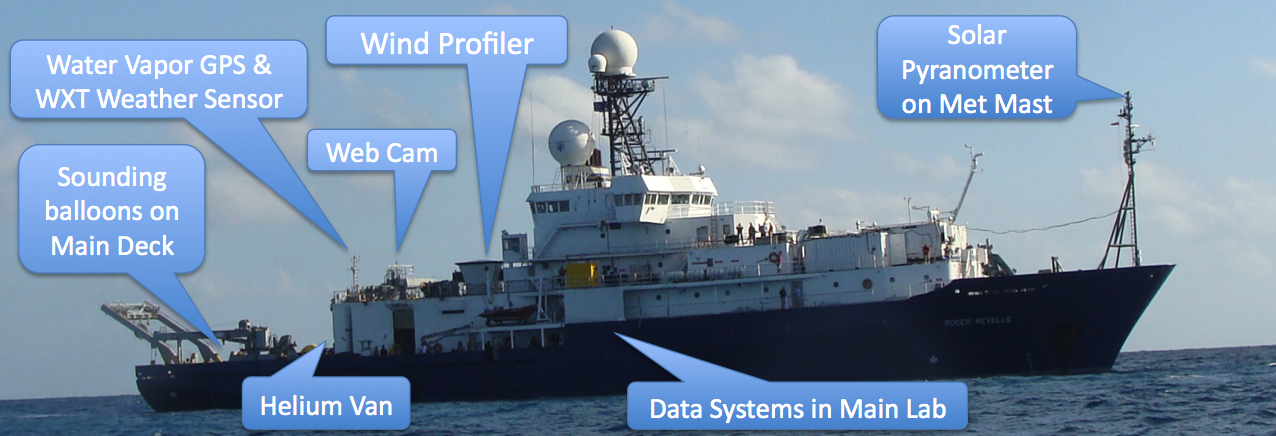 Water Vapor GPS &
WXT Weather Sensor
Wind Profiler
Solar
Pyranometer
on Met Mast
Web Cam
Sounding
balloons on
Main Deck
ROGER REVELLE
Helium Van
Data Systems in Main Lab